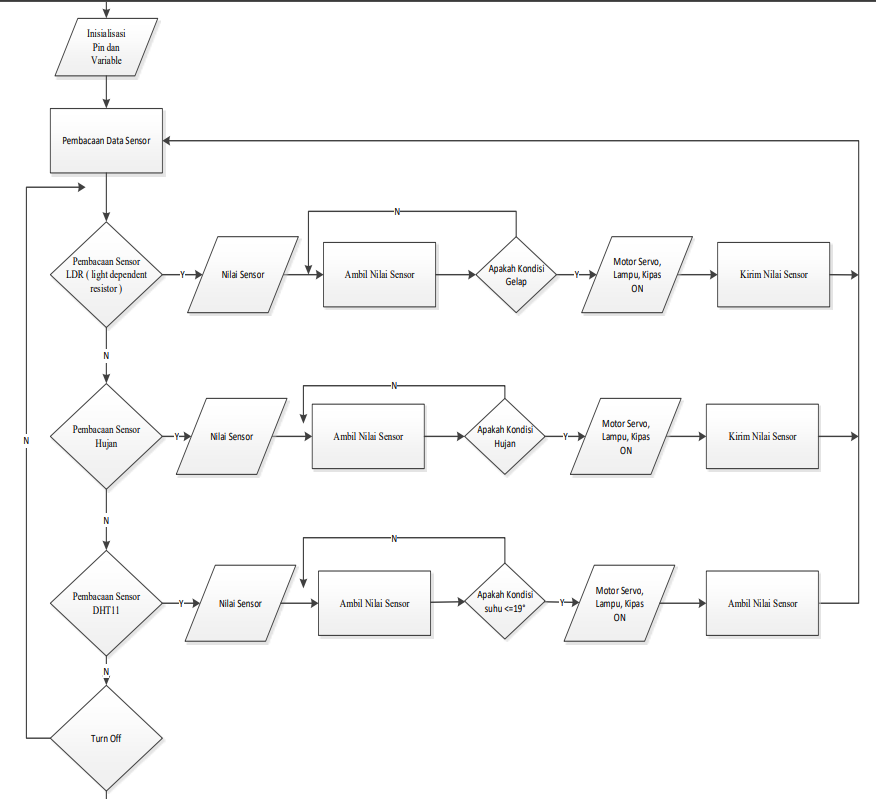 Inisialisasi
Pin dan
Variable
Pembacaan Data Sensor
N
Pembacaan Sensor
LDR ( light dependent
resistor )
Y
Nilai Sensor
Ambil Nilai Sensor
Apakah Kondisi
Gelap
Y
Motor Servo,
Lampu, Kipas
ON
Kirim Nilai Sensor
N
N
Pembacaan Sensor
Hujan
Y
Nilai Sensor
Ambil Nilai Sensor
Apakah Kondisi
Hujan
Y
Motor Servo,
Lampu, Kipas
ON
Kirim Nilai Sensor
N
N
N
Pembacaan Sensor
DHT11
Y
Nilai Sensor
Ambil Nilai Sensor
Apakah Kondisi
suhu <=19°
Y
Motor Servo,
Lampu, Kipas
ON
Ambil Nilai Sensor
N
Turn Off